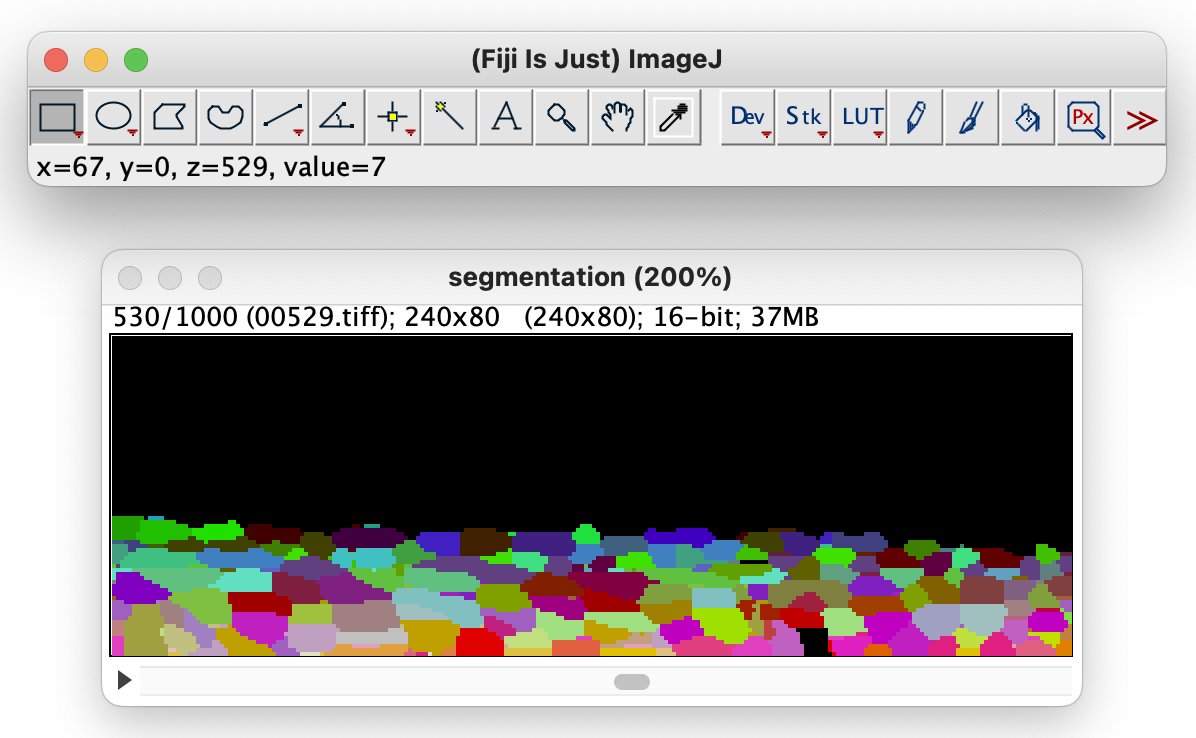 (Fiji Is Just) ImageJ
A Dev Stk LUT Px ≫
x=67, y=0, z=529, value=7
segmentation (200%)
530/1000 (00529.tiff); 240x80 (240x80); 16-bit; 37MB